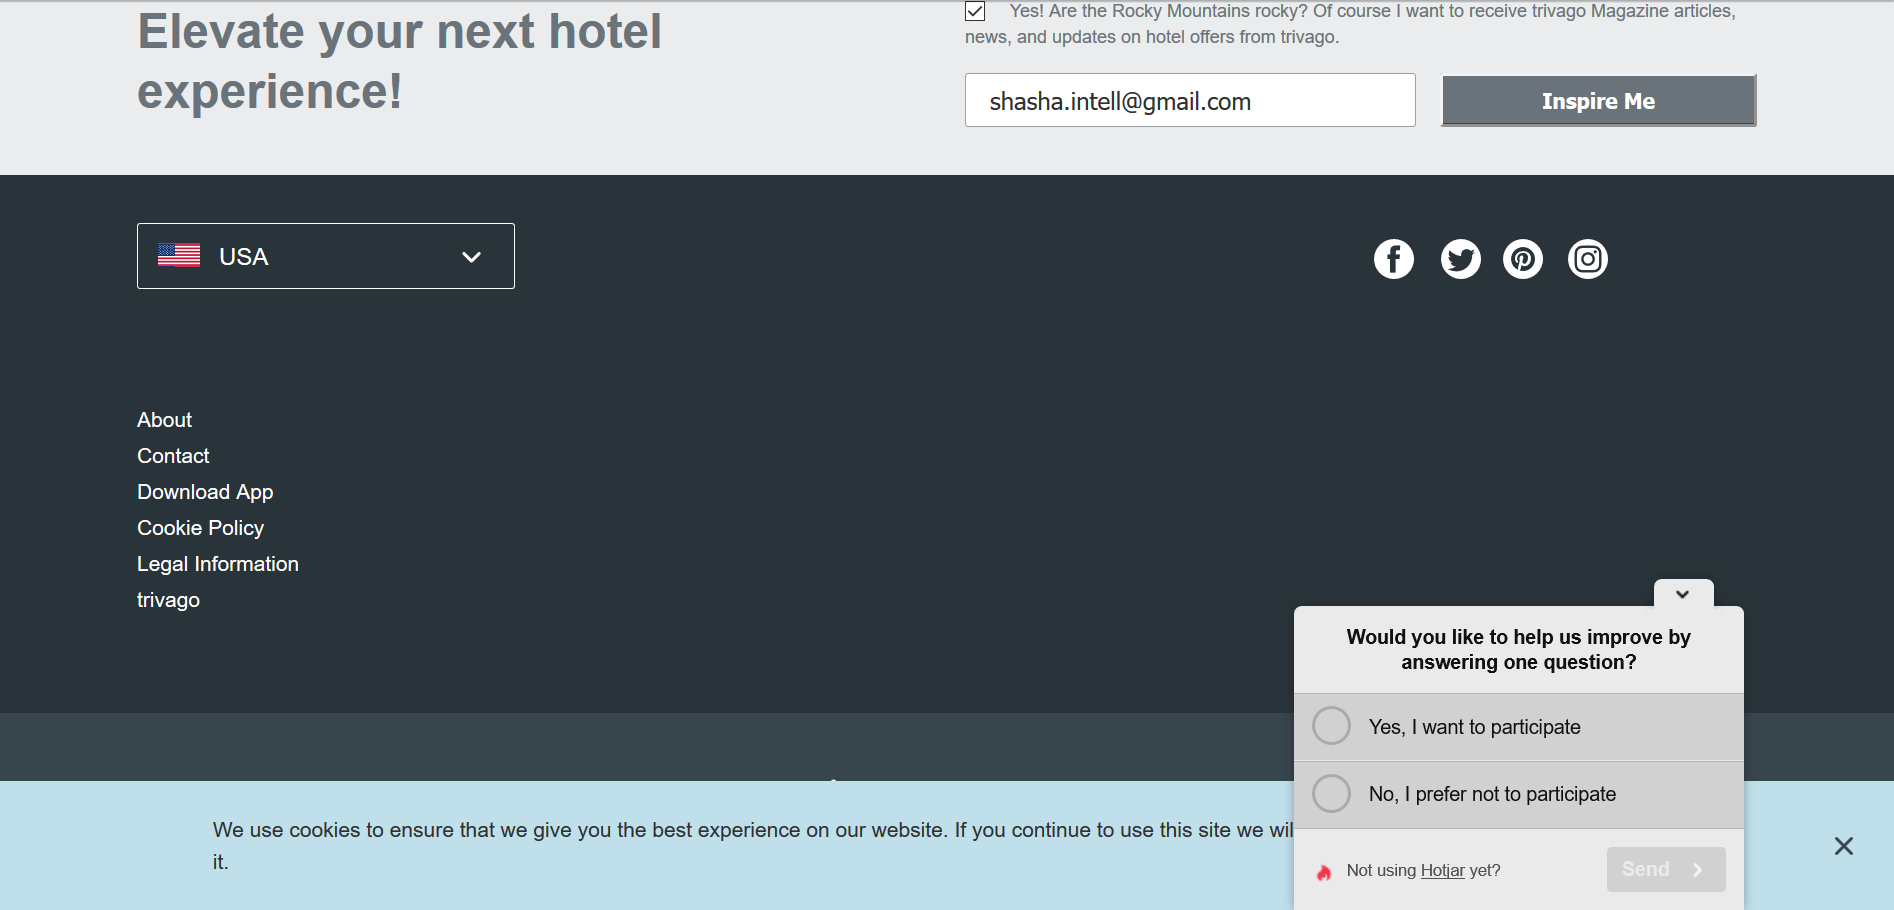 Elevate your next hotel
experience!
Yes! Are the Rocky Mountains rocky? Of course I want to receive trivago Magazine articles,
news, and updates on hotel offers from trivago.
shasha.intell@gmail.com
Inspire Me
USA
About
Contact
Download App
Cookie Policy
Legal Information
trivago
Would you like to help us improve by
answering one question?
Yes, I want to participate
No, I prefer not to participate
Not using Hotjar yet?
Send
We use cookies to ensure that we give you the best experience on our website. If you continue to use this site we
it.